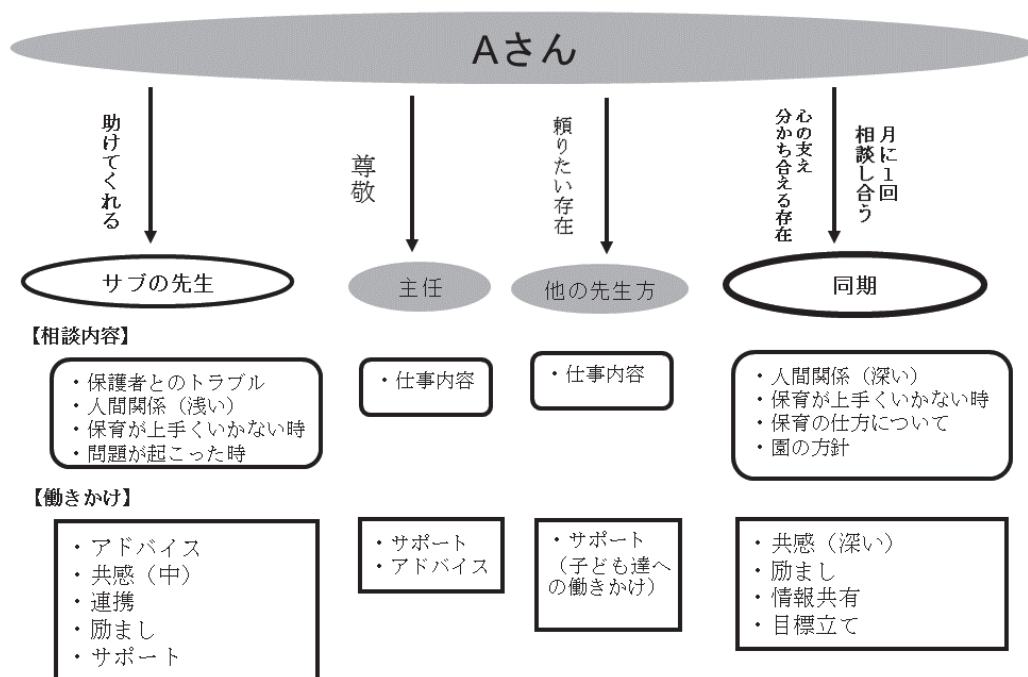 Aさん
助けてくれる
尊敬
頼りたい存在
心の支え
分かち合える存在
月に１回
相談し合う
サブの先生
主任
他の先生方
同期
【相談内容】
・保護者とのトラブル
・人間関係（浅い）
・保育が上手くいかない時
・問題が起こった時
・仕事内容
・仕事内容
・人間関係（深い）
・保育が上手くいかない時
・保育の仕方について
・園の方針
【働きかけ】
・アドバイス
・共感（中）
・連携
・励まし
・サポート
・サポート
・アドバイス
・サポート
（子ども達へ
の働きかけ）
・共感（深い）
・励まし
・情報共有
・目標立て